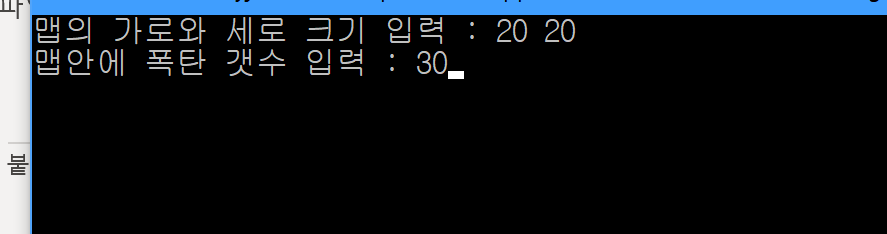 맵의 가로와 세로 크기 입력 : 20 20
맵안에 폭탄 갯수 입력 : 30
붙